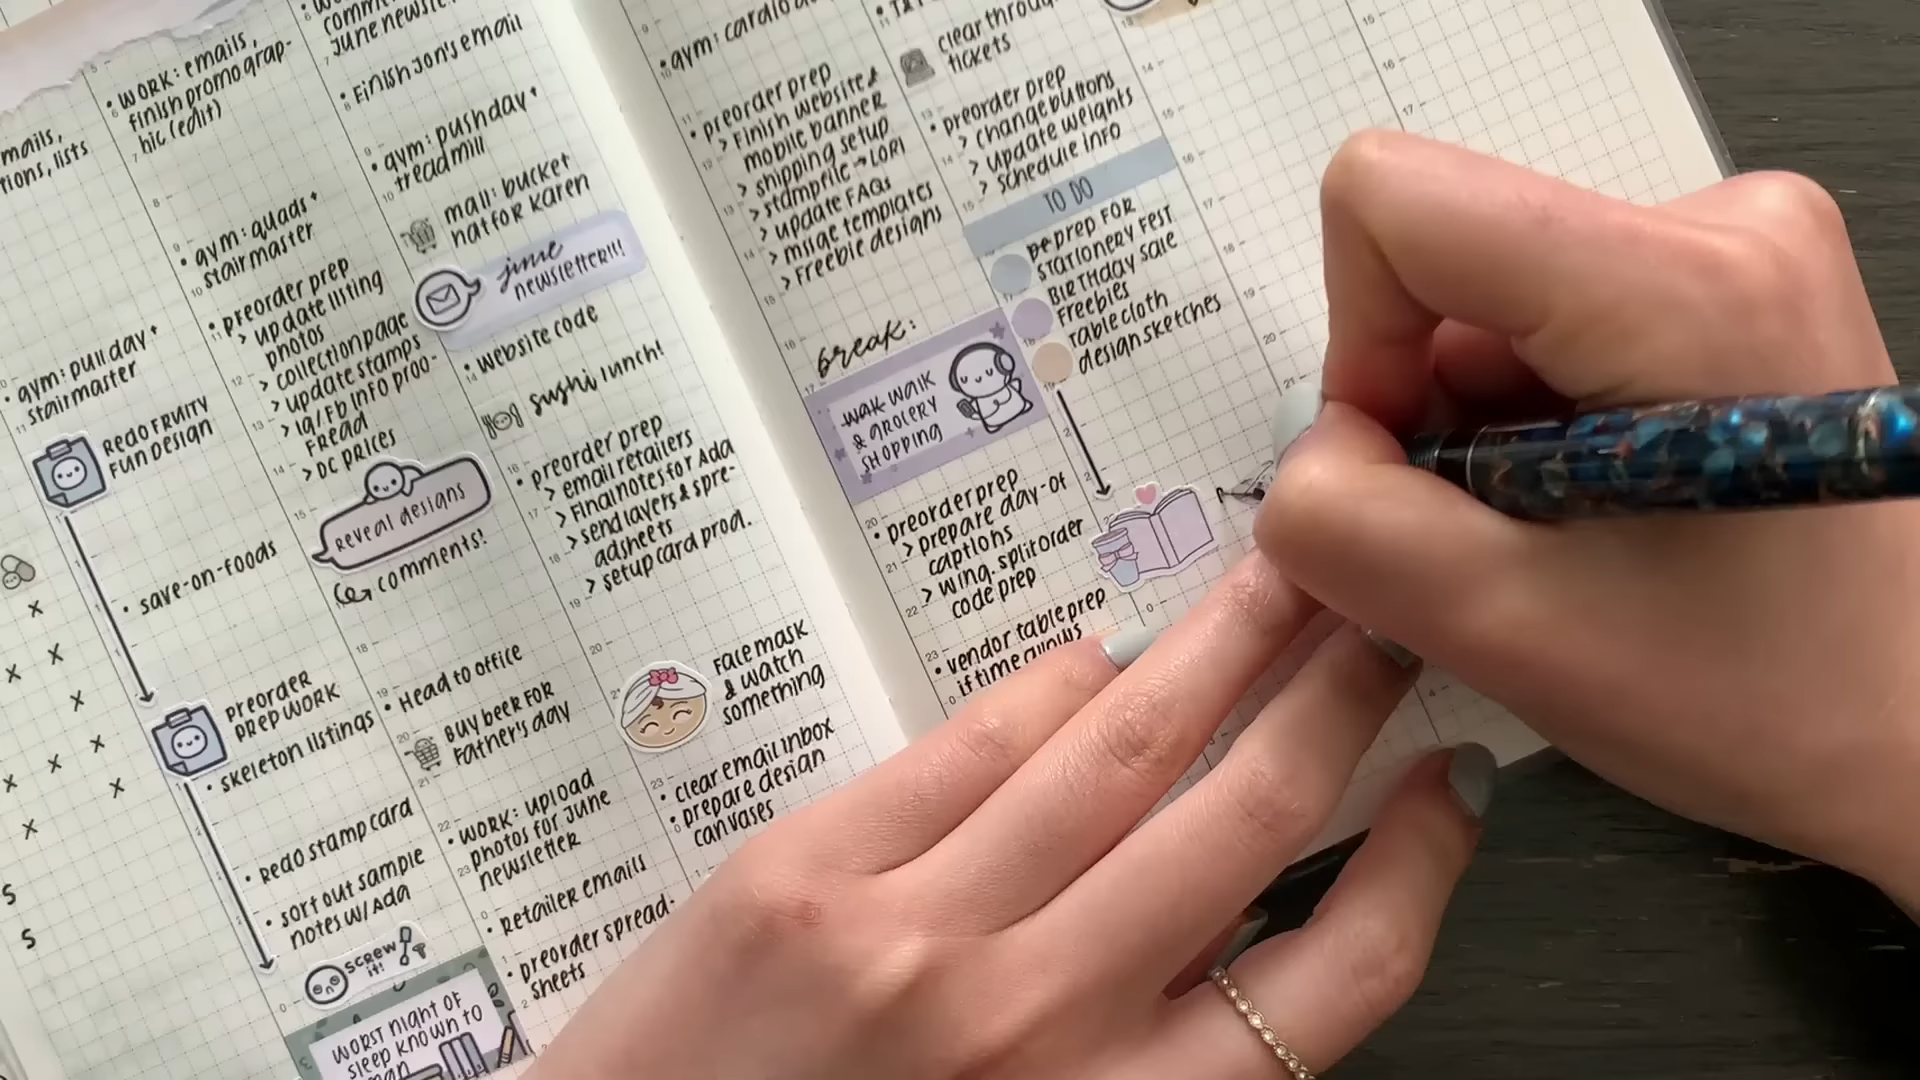 mails,
tions, lists
• gym: pull day +
stairmaster
REDO FRUITY
FUN DESIGN
x
x x
x
x x x
x
x
S
S
• WORK: emails,
finish promo grap-
hic (edit)
• gym: quads +
stairmaster
• preorder prep
> update listing
photos
> collection page
> update stamps
> IG/FB info proo-
fread
> DC prices
reveal designs
comments!
• save-on-foods
PREORDER
PREP WORK
• skeleton listings
• REDO stamp card
• sort out sample
notes w/ Ada
SCREW
it!
WORST night OF
sleep known to
man
June newsle
• Finish Jon's email
• gym: push day +
treadmill
mall: bucket
hat for Karen
june
newsletter!!!
• website code
sushi lunch!
• preorder prep
> email retailers
> Final notes for Ada
> send layers & spre-
adsheets
> setup card prod.
• Head to office
BUY beer FOR
Father's day
• WORK: upload
photos for June
newsletter
• retailer emails
• preorder spread-
sheets
Face mask
& watch
something
• clear email inbox
• prepare design
canvases
• gym: cardio
• preorder prep
> Finish website &
mobile banner
> shipping setup
> stamp file → LORI
> update FAQs
> msge templates
> Freebie designs
break:
walk
& grocery
shopping
• preorder prep
> prepare day-of
captions
> wing. split order
code prep
• vendor table prep
if time allows
clear through
tickets
• preorder prep
> change buttons
> update weights
> schedule info
TO DO
prep FOR
STATIONERY FEST
BIRTHDAY sale
Freebies
Table cloth
design sketches